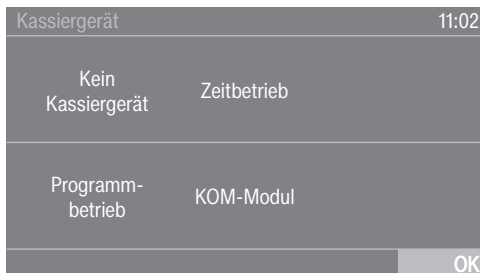 Kassiergerät 11:02
Kein
Kassiergerät
Zeitbetrieb
Programm-
betrieb
KOM-Modul
OK